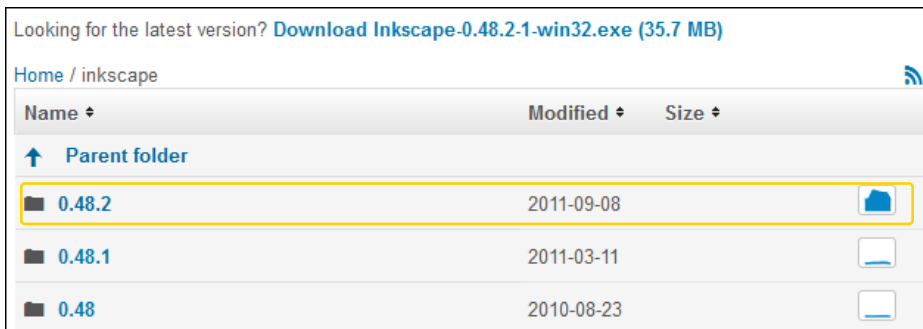 Looking for the latest version? Download Inkscape-0.48.2-1-win32.exe (35.7 MB)
Home / inkscape
Name Modified Size
Parent folder
0.48.2 2011-09-08
0.48.1 2011-03-11
0.48 2010-08-23